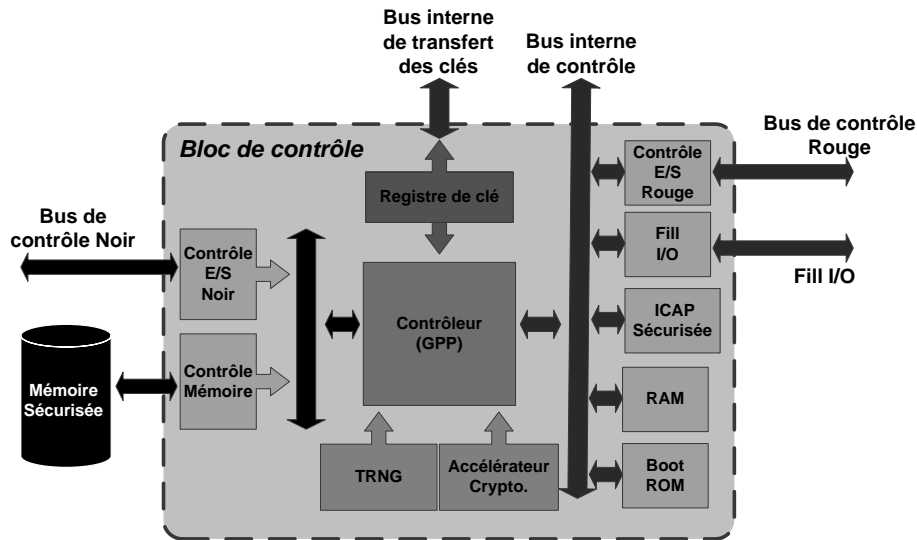 Bus interne
de transfert
des clés
Bus interne
de contrôle
Bus de contrôle
Rouge
Bloc de contrôle
Contrôle
E/S
Rouge
Registre de clé
Bus de
contrôle Noir
Contrôle
E/S
Noir
Fill
I/O
Fill I/O
Contrôleur
(GPP)
ICAP
Sécurisée
Mémoire
Sécurisée
Contrôle
Mémoire
RAM
TRNG
Accélérateur
Crypto.
Boot
ROM